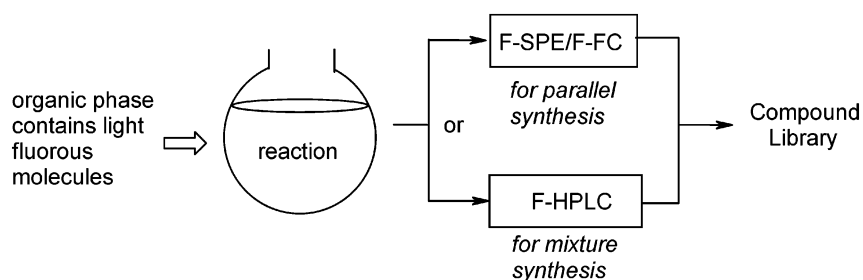 organic phase
contains light
fluorous
molecules
reaction
or
F-SPE/F-FC
for parallel
synthesis
F-HPLC
for mixture
synthesis
Compound
Library